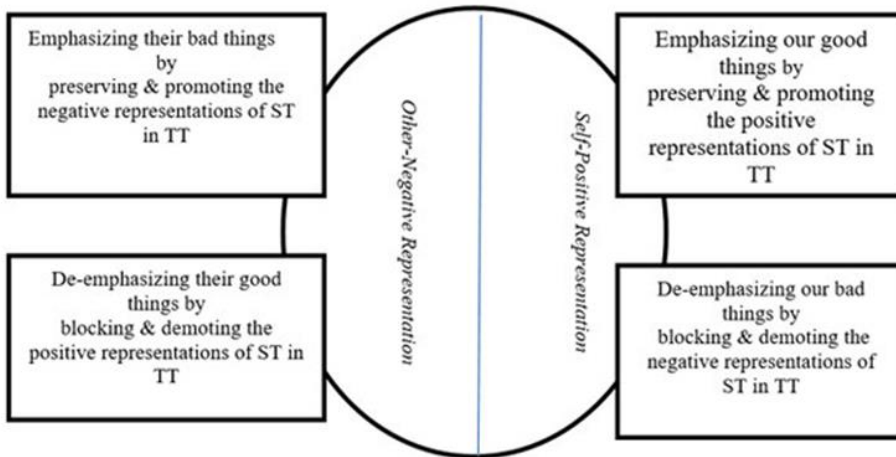 Emphasizing their bad things
by
preserving & promoting the
negative representations of ST
in TT
De-emphasizing their good
things by
blocking & demoting the
positive representations of ST in
TT
Other-Negative Representation
Self-Positive Representation
Emphasizing our good
things by
preserving & promoting
the positive
representations of ST in
TT
De-emphasizing our bad
things by
blocking & demoting the
negative representations of
ST in TT